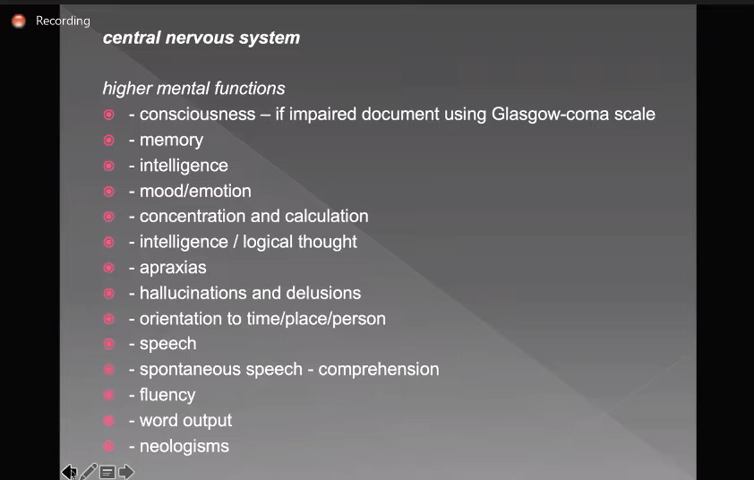 Recording
central nervous system
higher mental functions
- consciousness – if impaired document using Glasgow-coma scale
- memory
- intelligence
- mood/emotion
- concentration and calculation
- intelligence / logical thought
- apraxias
- hallucinations and delusions
- orientation to time/place/person
- speech
- spontaneous speech - comprehension
- fluency
- word output
- neologisms